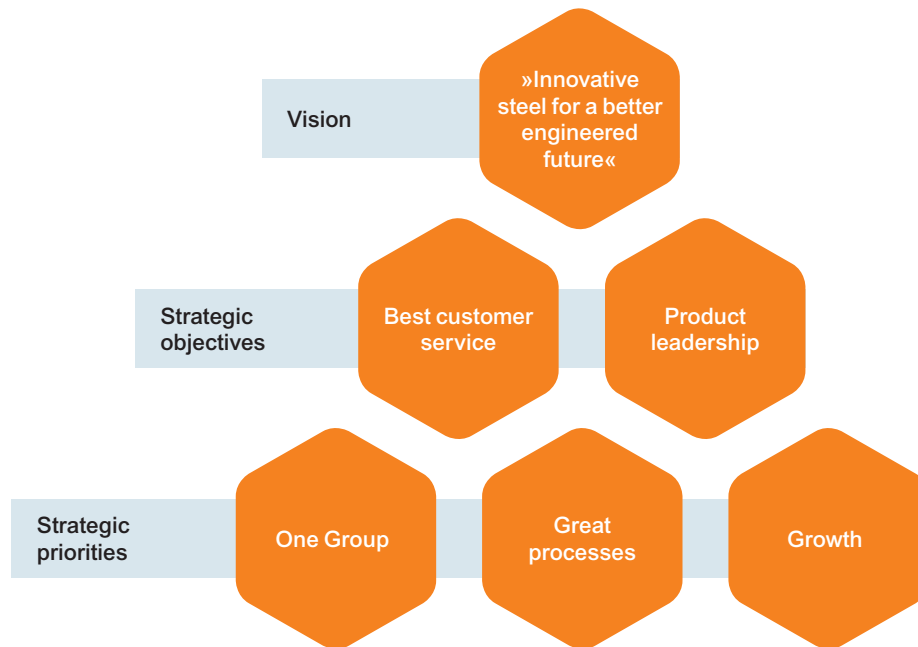 Vision
»Innovative
steel for a better
engineered
future«
Strategic
objectives
Best customer
service
Product
leadership
Strategic
priorities
One Group
Great
processes
Growth